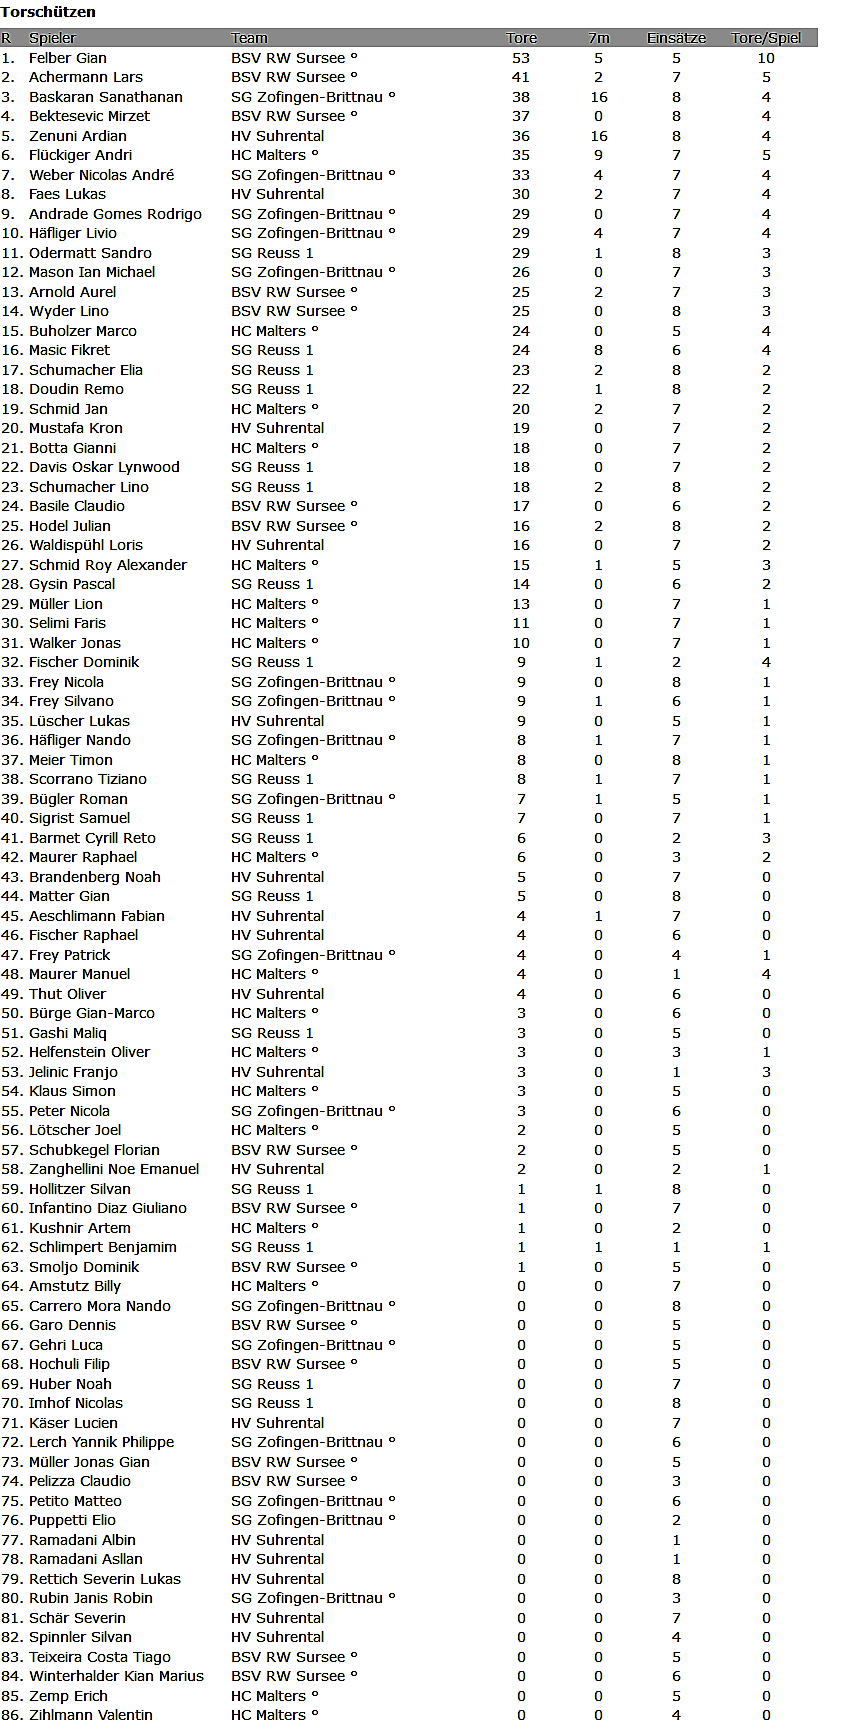 Torschützen
R Spieler Team Tore 7m Einsätze Tore/Spiel
1. Felber Gian BSV RW Sursee ° 53 5 5 10
2. Achermann Lars BSV RW Sursee ° 41 2 7 5
3. Baskaran Sanathanan SG Zofingen-Brittnau ° 38 16 8 4
4. Bektesevic Mirzet BSV RW Sursee ° 37 0 8 4
5. Zenuni Ardian HV Suhrental 36 16 8 4
6. Flückiger Andri HC Malters ° 35 9 7 5
7. Weber Nicolas André SG Zofingen-Brittnau ° 33 4 7 4
8. Faes Lukas HV Suhrental 30 2 7 4
9. Andrade Gomes Rodrigo SG Zofingen-Brittnau ° 29 0 7 4
10. Häfliger Livio SG Zofingen-Brittnau ° 29 4 7 4
11. Odermatt Sandro SG Reuss 1 29 1 8 3
12. Mason Ian Michael SG Zofingen-Brittnau ° 26 0 7 3
13. Arnold Aurel BSV RW Sursee ° 25 2 7 3
14. Wyder Lino BSV RW Sursee ° 25 0 8 3
15. Buholzer Marco HC Malters ° 24 0 5 4
16. Masic Fikret SG Reuss 1 24 8 6 4
17. Schumacher Elia SG Reuss 1 23 2 8 2
18. Doudin Remo SG Reuss 1 22 1 8 2
19. Schmid Jan HC Malters ° 20 2 7 2
20. Mustafa Kron HV Suhrental 19 0 7 2
21. Botta Gianni HC Malters ° 18 0 7 2
22. Davis Oskar Lynwood SG Reuss 1 18 0 7 2
23. Schumacher Lino SG Reuss 1 18 2 8 2
24. Basile Claudio BSV RW Sursee ° 17 0 6 2
25. Hodel Julian BSV RW Sursee ° 16 2 8 2
26. Waldispühl Loris HV Suhrental 16 0 7 2
27. Schmid Roy Alexander HC Malters ° 15 1 5 3
28. Gysin Pascal SG Reuss 1 14 0 6 2
29. Müller Lion HC Malters ° 13 0 7 1
30. Selimi Faris HC Malters ° 11 0 7 1
31. Walker Jonas HC Malters ° 10 0 7 1
32. Fischer Dominik SG Reuss 1 9 1 2 4
33. Frey Nicola SG Zofingen-Brittnau ° 9 0 8 1
34. Frey Silvano SG Zofingen-Brittnau ° 9 1 6 1
35. Lüscher Lukas HV Suhrental 9 0 5 1
36. Häfliger Nando SG Zofingen-Brittnau ° 8 1 7 1
37. Meier Timon HC Malters ° 8 0 8 1
38. Scorrano Tiziano SG Reuss 1 8 1 7 1
39. Bügler Roman SG Zofingen-Brittnau ° 7 1 5 1
40. Sigrist Samuel SG Reuss 1 7 0 7 1
41. Barmet Cyrill Reto SG Reuss 1 6 0 2 3
42. Maurer Raphael HC Malters ° 6 0 3 2
43. Brandenberg Noah HV Suhrental 5 0 7 0
44. Matter Gian SG Reuss 1 5 0 8 0
45. Aeschlimann Fabian HV Suhrental 4 1 7 0
46. Fischer Raphael HV Suhrental 4 0 6 0
47. Frey Patrick SG Zofingen-Brittnau ° 4 0 4 1
48. Maurer Manuel HC Malters ° 4 0 1 4
49. Thut Oliver HV Suhrental 4 0 6 0
50. Bürge Gian-Marco HC Malters ° 3 0 6 0
51. Gashi Maliq SG Reuss 1 3 0 5 0
52. Helfenstein Oliver HC Malters ° 3 0 3 1
53. Jelinic Franjo HV Suhrental 3 0 1 3
54. Klaus Simon HC Malters ° 3 0 5 0
55. Peter Nicola SG Zofingen-Brittnau ° 3 0 6 0
56. Lötscher Joel HC Malters ° 2 0 5 0
57. Schubkegel Florian BSV RW Sursee ° 2 0 5 0
58. Zanghellini Noe Emanuel HV Suhrental 2 0 2 1
59. Hollitzer Silvan SG Reuss 1 1 1 8 0
60. Infantino Diaz Giuliano BSV RW Sursee ° 1 0 7 0
61. Kushnir Artem HC Malters ° 1 0 2 0
62. Schlimpert Benjamim SG Reuss 1 1 1 1 1
63. Smoljo Dominik BSV RW Sursee ° 1 0 5 0
64. Amstutz Billy HC Malters ° 0 0 7 0
65. Carrero Mora Nando SG Zofingen-Brittnau ° 0 0 8 0
66. Garo Dennis BSV RW Sursee ° 0 0 5 0
67. Gehri Luca SG Zofingen-Brittnau ° 0 0 5 0
68. Hochuli Filip BSV RW Sursee ° 0 0 5 0
69. Huber Noah SG Reuss 1 0 0 7 0
70. Imhof Nicolas SG Reuss 1 0 0 8 0
71. Käser Lucien HV Suhrental 0 0 7 0
72. Lerch Yannik Philippe SG Zofingen-Brittnau ° 0 0 6 0
73. Müller Jonas Gian BSV RW Sursee ° 0 0 5 0
74. Pelizza Claudio BSV RW Sursee ° 0 0 3 0
75. Petito Matteo SG Zofingen-Brittnau ° 0 0 6 0
76. Puppetti Elio SG Zofingen-Brittnau ° 0 0 2 0
77. Ramadani Albin HV Suhrental 0 0 1 0
78. Ramadani Asllan HV Suhrental 0 0 1 0
79. Rettich Severin Lukas HV Suhrental 0 0 8 0
80. Rubin Janis Robin SG Zofingen-Brittnau ° 0 0 3 0
81. Schär Severin HV Suhrental 0 0 7 0
82. Spinnler Silvan HV Suhrental 0 0 4 0
83. Teixeira Costa Tiago BSV RW Sursee ° 0 0 5 0
84. Winterhalder Kian Marius BSV RW Sursee ° 0 0 6 0
85. Zemp Erich HC Malters ° 0 0 5 0
86. Zihlmann Valentin HC Malters ° 0 0 4 0